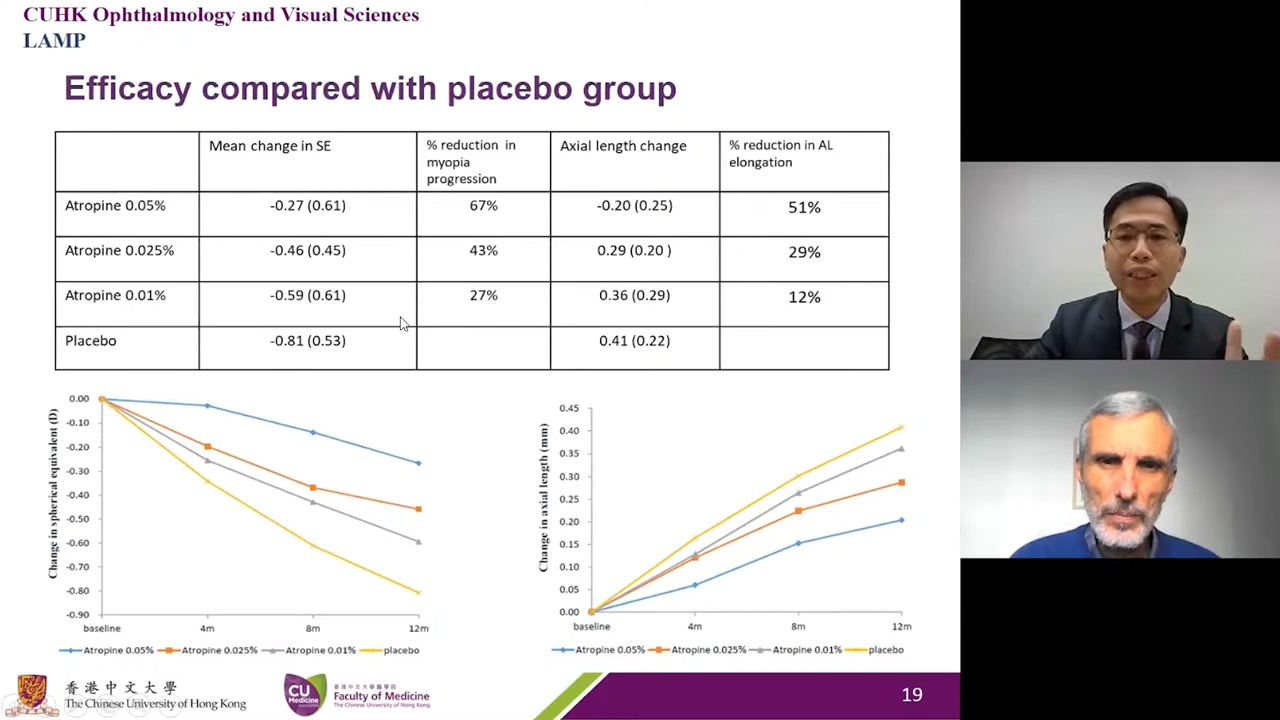 CUHK Ophthalmology and Visual Sciences
LAMP
Efficacy compared with placebo group
Mean change in SE
% reduction in
myopia
progression
Axial length change
% reduction in AL
elongation
Atropine 0.05%
-0.27 (0.61)
67%
-0.20 (0.25)
51%
Atropine 0.025%
-0.46 (0.45)
43%
0.29 (0.20 )
29%
Atropine 0.01%
-0.59 (0.61)
27%
0.36 (0.29)
12%
Placebo
-0.81 (0.53)
0.41 (0.22)
Change in spherical equivalent (D)
0.00
-0.10
-0.20
-0.30
-0.40
-0.50
-0.60
-0.70
-0.80
-0.90
baseline
4m
8m
12m
Atropine 0.05%
Atropine 0.025%
Atropine 0.01%
placebo
Change in axial length (mm)
0.45
0.40
0.35
0.30
0.25
0.20
0.15
0.10
0.05
0.00
baseline
4m
8m
12m
Atropine 0.05%
Atropine 0.025%
Atropine 0.01%
placebo
香港中文大學
The Chinese University of Hong Kong
CU
Medicine
香港中文大學醫學院
Faculty of Medicine
The Chinese University of Hong Kong
19